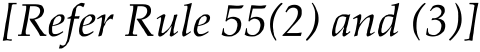 [Refer Rule 55(2) and (3)]